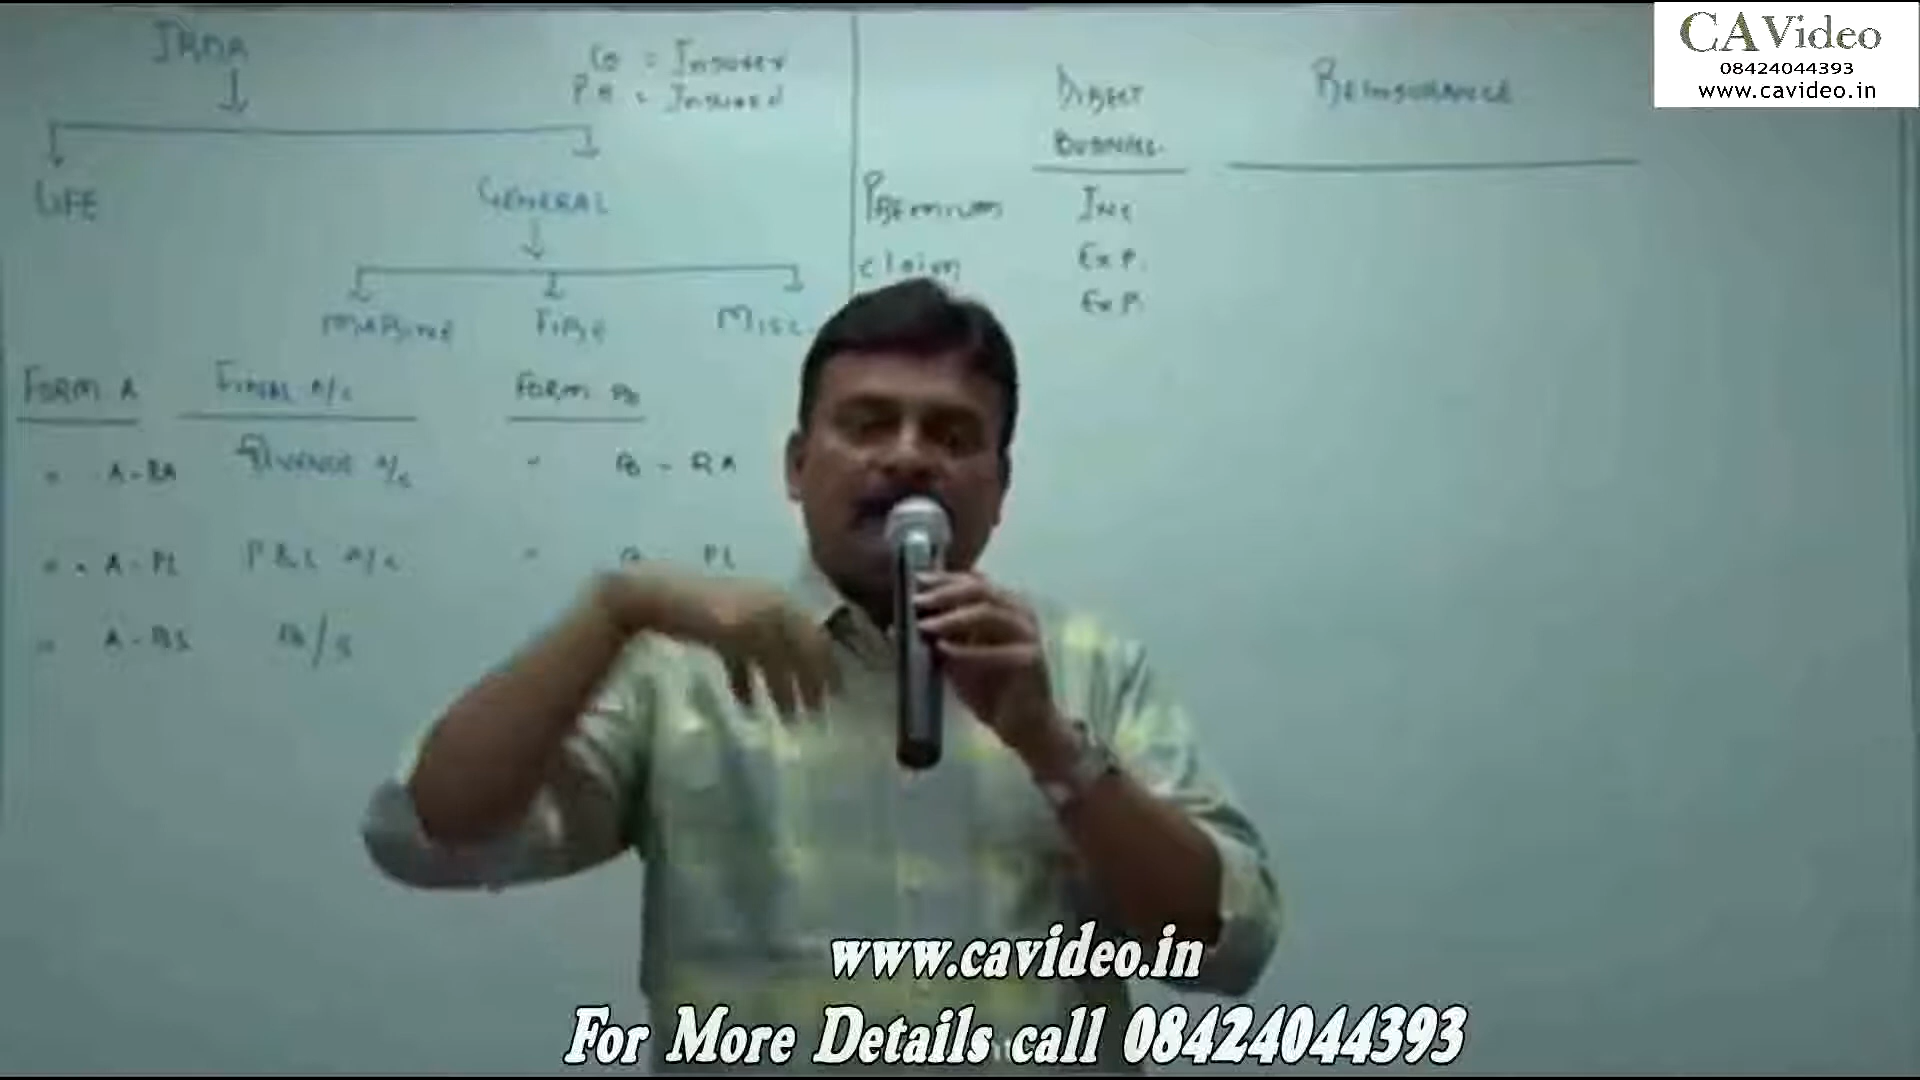 IRDA
Co = Insurer
PH = Insured
LIFE
GENERAL
MARINE FIRE MISC.
FORM A FINAL A/c FORM B
" A-RA REVENUE A/c " B - RA
" A-PL P&L A/c " B - PL
" A-BS B/S
DIRECT
BUSINESS
REINSURANCE
PREMIUM INC
claim EXP.
EXP.
CAVideo
08424044393
www.cavideo.in
www.cavideo.in
For More Details call 08424044393